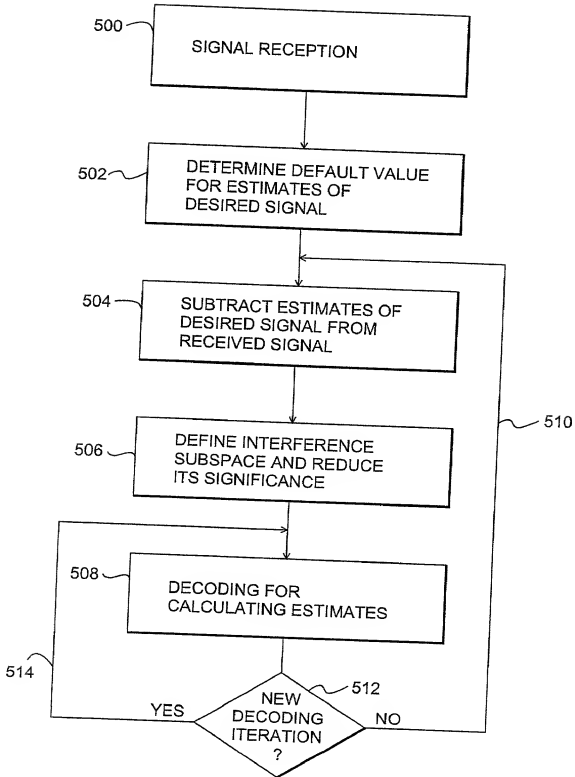 500
SIGNAL RECEPTION
502
DETERMINE DEFAULT VALUE
FOR ESTIMATES OF
DESIRED SIGNAL
504
SUBTRACT ESTIMATES OF
DESIRED SIGNAL FROM
RECEIVED SIGNAL
510
506
DEFINE INTERFERENCE
SUBSPACE AND REDUCE
ITS SIGNIFICANCE
508
DECODING FOR
CALCULATING ESTIMATES
514
512
YES
NEW
DECODING
ITERATION
?
NO